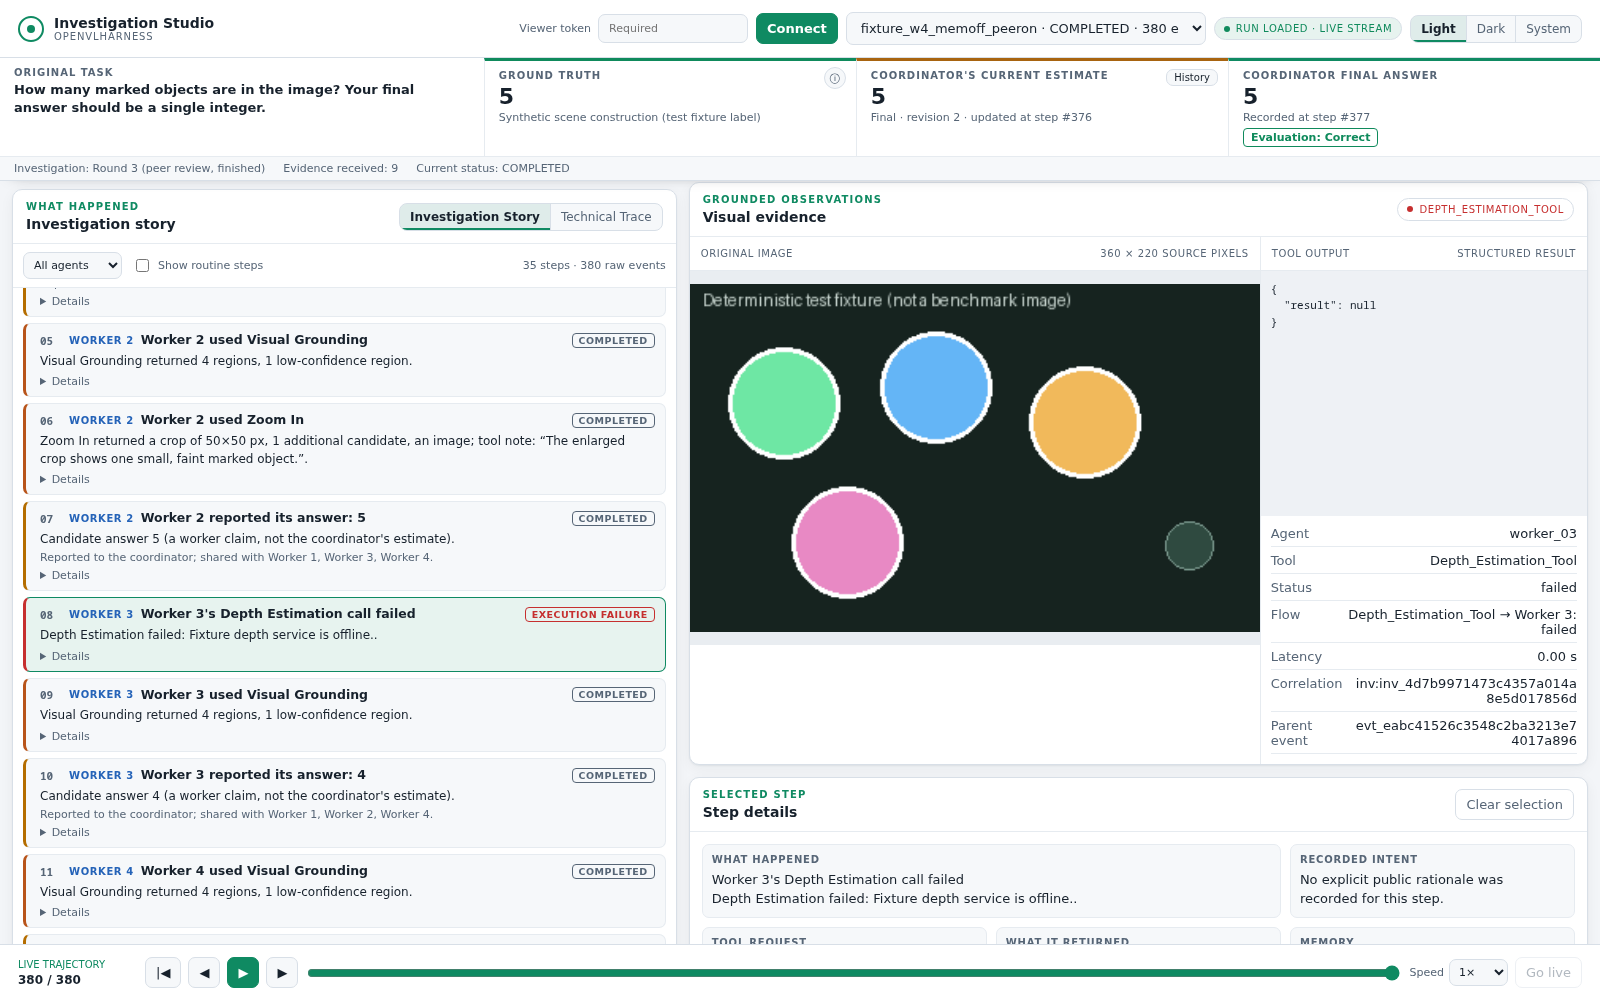 Investigation Studio
OPENVLHARNESS
Viewer token
Required
Connect
fixture_w4_memoff_peeron · COMPLETED · 380 e
RUN LOADED · LIVE STREAM
Light
Dark
System
ORIGINAL TASK
How many marked objects are in the image? Your final
answer should be a single integer.
GROUND TRUTH
5
Synthetic scene construction (test fixture label)
COORDINATOR'S CURRENT ESTIMATE
History
5
Final · revision 2 · updated at step #376
COORDINATOR FINAL ANSWER
5
Recorded at step #377
Evaluation: Correct
Investigation: Round 3 (peer review, finished)
Evidence received: 9
Current status: COMPLETED
WHAT HAPPENED
Investigation story
Investigation Story
Technical Trace
All agents
Show routine steps
35 steps · 380 raw events
Details
05 WORKER 2 Worker 2 used Visual Grounding COMPLETED
Visual Grounding returned 4 regions, 1 low-confidence region.
Details
06 WORKER 2 Worker 2 used Zoom In COMPLETED
Zoom In returned a crop of 50×50 px, 1 additional candidate, an image; tool note: “The enlarged
crop shows one small, faint marked object.”.
Details
07 WORKER 2 Worker 2 reported its answer: 5 COMPLETED
Candidate answer 5 (a worker claim, not the coordinator's estimate).
Reported to the coordinator; shared with Worker 1, Worker 3, Worker 4.
Details
08 WORKER 3 Worker 3's Depth Estimation call failed EXECUTION FAILURE
Depth Estimation failed: Fixture depth service is offline..
Details
09 WORKER 3 Worker 3 used Visual Grounding COMPLETED
Visual Grounding returned 4 regions, 1 low-confidence region.
Details
10 WORKER 3 Worker 3 reported its answer: 4 COMPLETED
Candidate answer 4 (a worker claim, not the coordinator's estimate).
Reported to the coordinator; shared with Worker 1, Worker 2, Worker 4.
Details
11 WORKER 4 Worker 4 used Visual Grounding COMPLETED
Visual Grounding returned 4 regions, 1 low-confidence region.
Details
GROUNDED OBSERVATIONS
Visual evidence
DEPTH_ESTIMATION_TOOL
ORIGINAL IMAGE
360 × 220 SOURCE PIXELS
Deterministic test fixture (not a benchmark image)
TOOL OUTPUT
STRUCTURED RESULT
{
"result": null
}
Agent worker_03
Tool Depth_Estimation_Tool
Status failed
Flow Depth_Estimation_Tool → Worker 3:
failed
Latency 0.00 s
Correlation inv:inv_4d7b9971473c4357a014a
8e5d017856d
Parent evt_eabc41526c3548c2ba3213e7
event 4017a896
SELECTED STEP
Step details
Clear selection
WHAT HAPPENED
Worker 3's Depth Estimation call failed
Depth Estimation failed: Fixture depth service is offline..
RECORDED INTENT
No explicit public rationale was
recorded for this step.
TOOL REQUEST
WHAT IT RETURNED
MEMORY
LIVE TRAJECTORY
380 / 380
Speed
1×
Go live